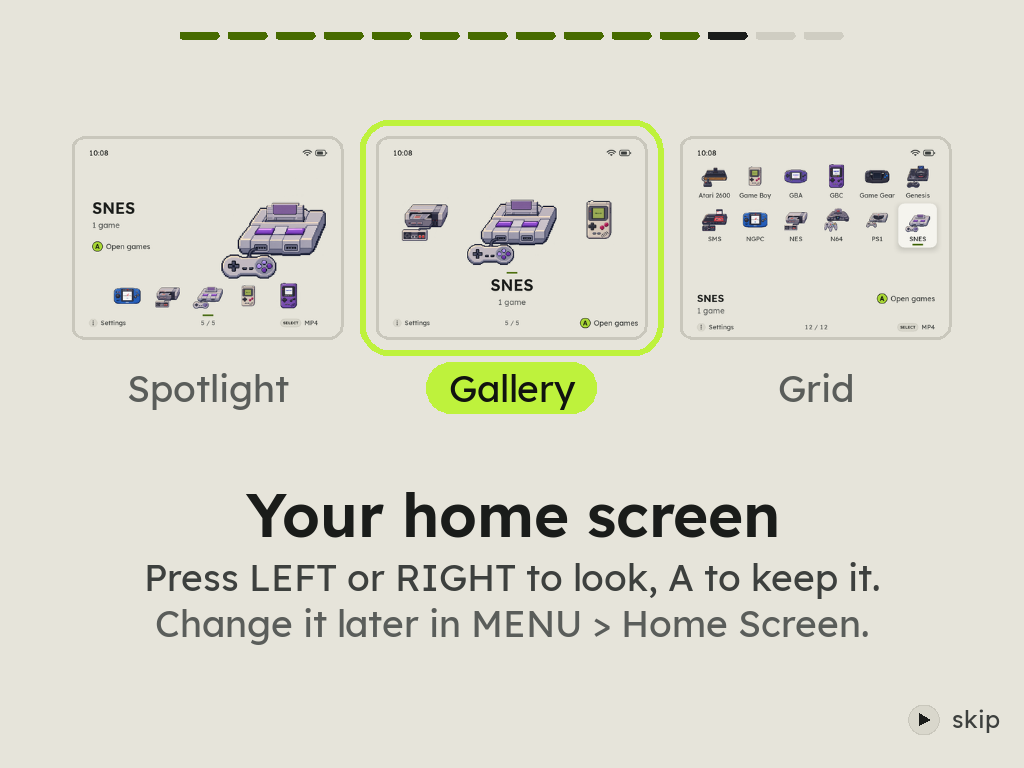 10:08
SNES
1 game
A Open games
i Settings
5 / 5
SELECT MP4
10:08
SNES
1 game
i Settings
5 / 5
A Open games
10:08
Atari 2600 Game Boy GBA GBC Game Gear Genesis
SMS NGPC NES N64 PS1 SNES
SNES
1 game
A Open games
i Settings
12 / 12
SELECT MP4
Spotlight
Gallery
Grid
Your home screen
Press LEFT or RIGHT to look, A to keep it.
Change it later in MENU > Home Screen.
skip